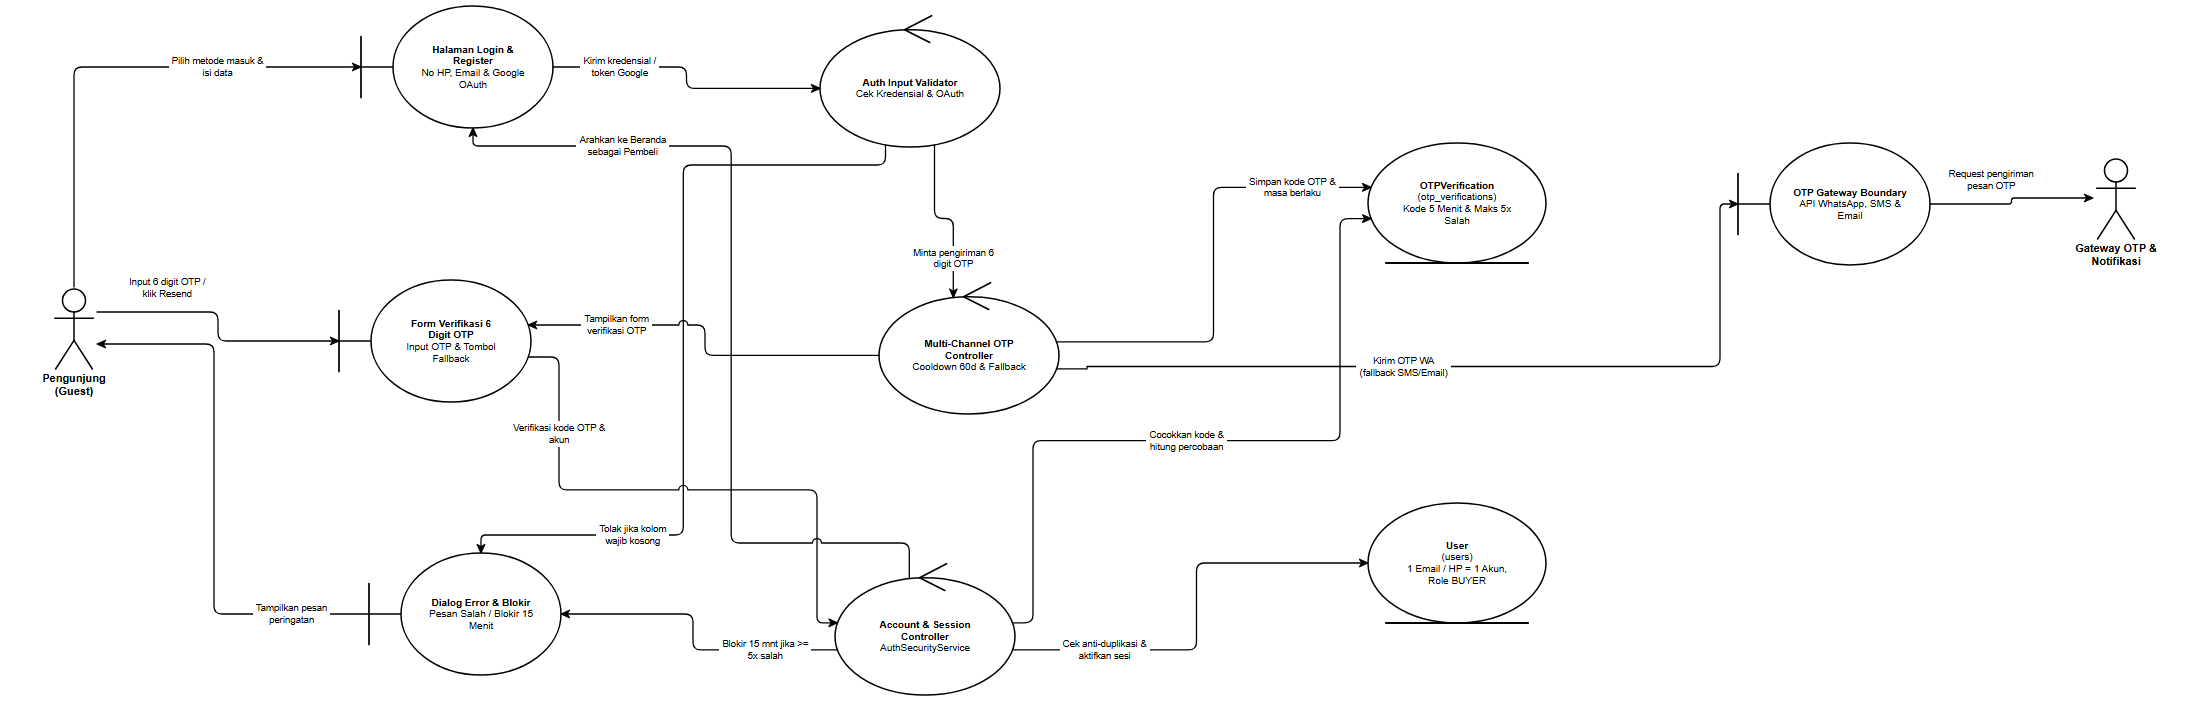 Halaman Login &
Register
No HP, Email & Google
OAuth
Pilih metode masuk &
isi data
Kirim kredensial /
token Google
Auth Input Validator
Cek Kredensial & OAuth
Arahkan ke Beranda
sebagai Pembeli
Simpan kode OTP &
masa berlaku
OTPVerification
(otp_verifications)
Kode 5 Menit & Maks 5x
Salah
OTP Gateway Boundary
API WhatsApp, SMS &
Email
Request pengiriman
pesan OTP
Gateway OTP &
Notifikasi
Minta pengiriman 6
digit OTP
Input 6 digit OTP /
klik Resend
Pengunjung
(Guest)
Form Verifikasi 6
Digit OTP
Input OTP & Tombol
Fallback
Tampilkan form
verifikasi OTP
Multi-Channel OTP
Controller
Cooldown 60d & Fallback
Kirim OTP WA
(fallback SMS/Email)
Verifikasi kode OTP &
akun
Cocokkan kode &
hitung percobaan
Tolak jika kolom
wajib kosong
User
(users)
1 Email / HP = 1 Akun,
Role BUYER
Tampilkan pesan
peringatan
Dialog Error & Blokir
Pesan Salah / Blokir 15
Menit
Blokir 15 mnt jika >=
5x salah
Account & Session
Controller
AuthSecurityService
Cek anti-duplikasi &
aktifkan sesi